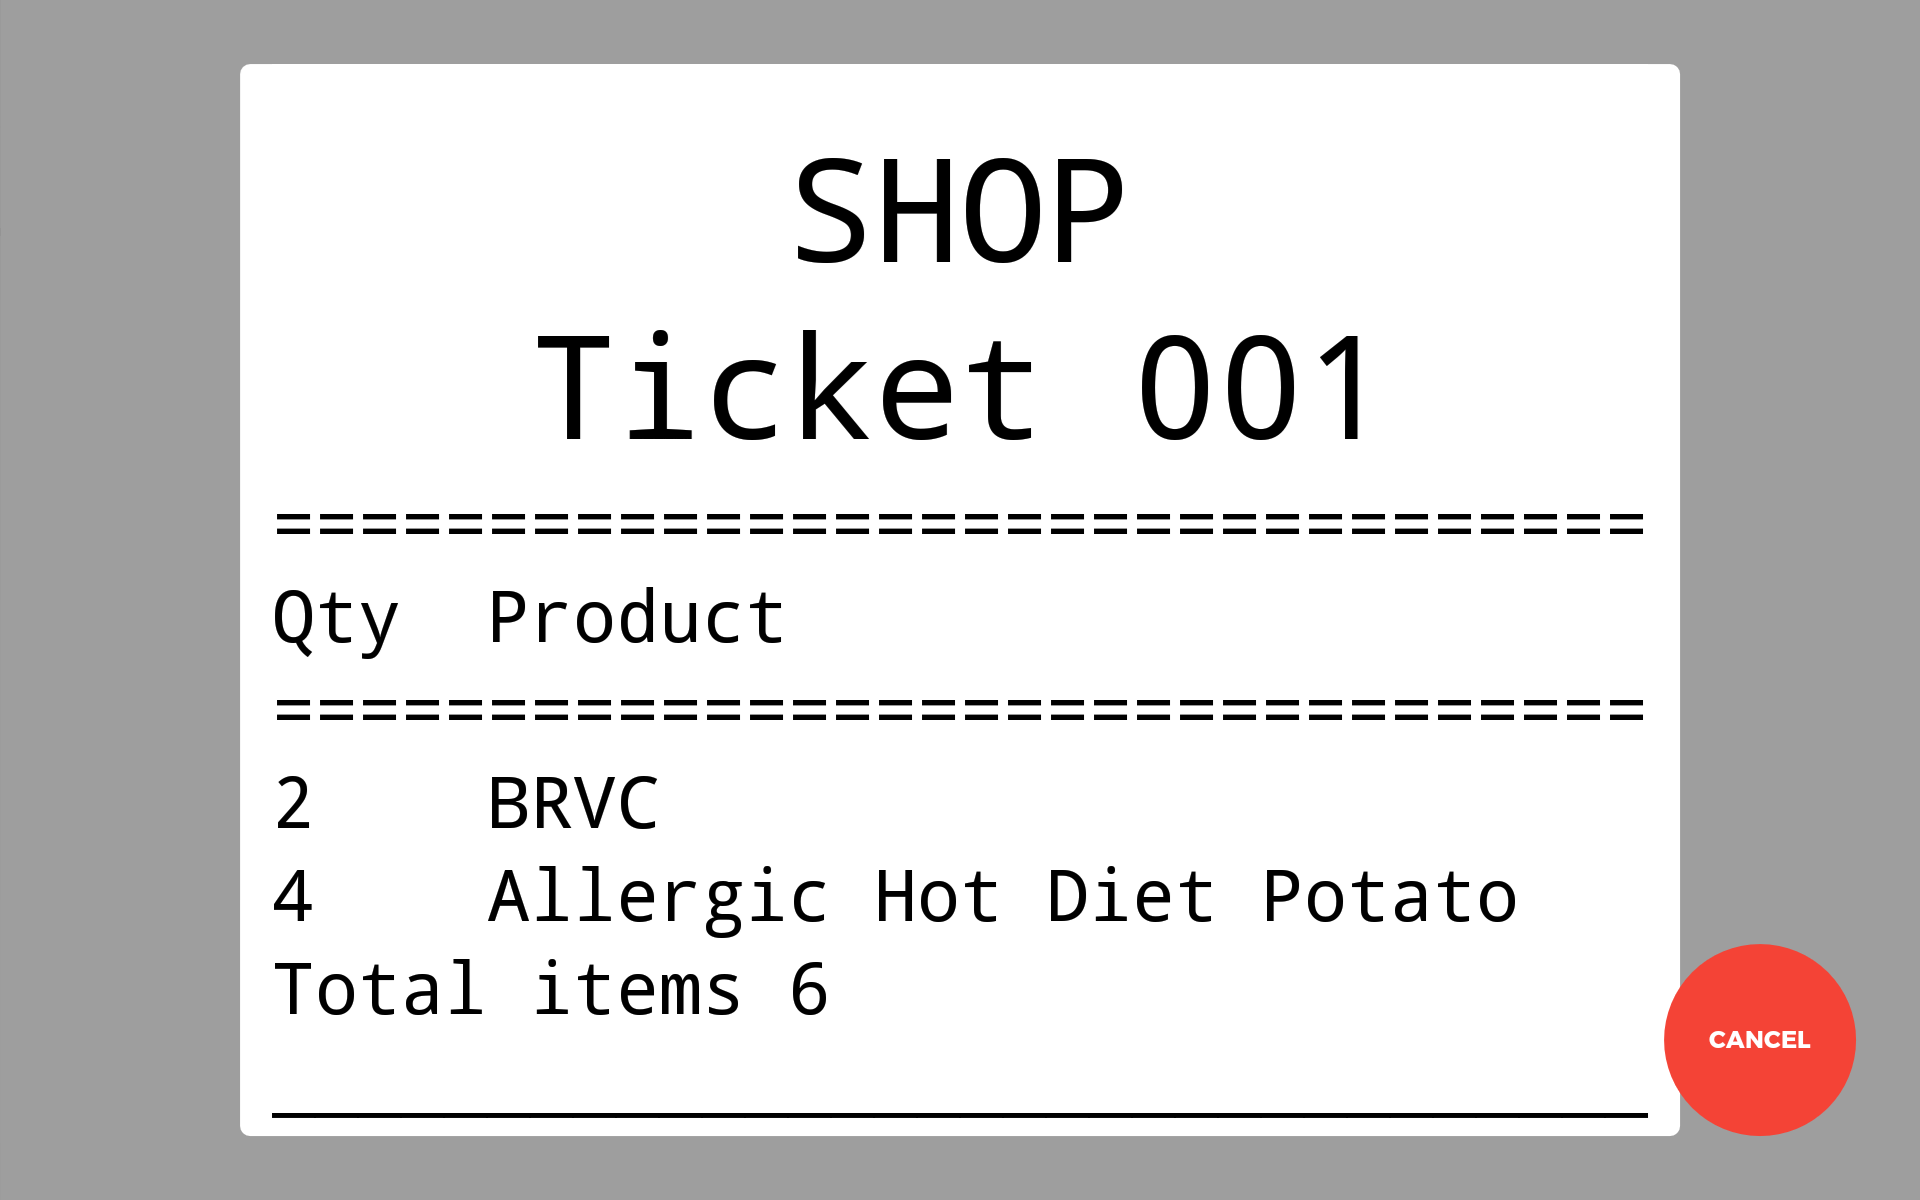 SHOP
Ticket 001
================================
Qty  Product
================================
2    BRVC
4    Allergic Hot Diet Potato
Total items 6
CANCEL